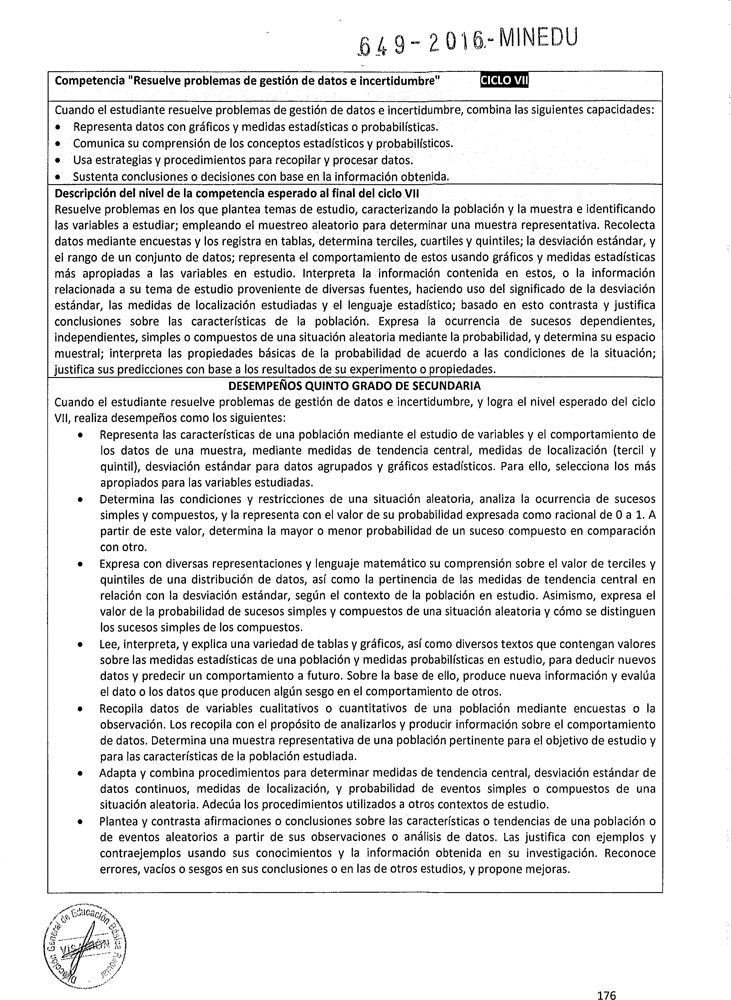 649-2016-MINEDU
Competencia "Resuelve problemas de gestión de datos e incertidumbre" CICLO VII
Cuando el estudiante resuelve problemas de gestión de datos e incertidumbre, combina las siguientes capacidades:
• Representa datos con gráficos y medidas estadísticas o probabilísticas.
• Comunica su comprensión de los conceptos estadísticos y probabilísticos.
• Usa estrategias y procedimientos para recopilar y procesar datos.
• Sustenta conclusiones o decisiones con base en la información obtenida.
Descripción del nivel de la competencia esperado al final del ciclo VII
Resuelve problemas en los que plantea temas de estudio, caracterizando la población y la muestra e identificando
las variables a estudiar; empleando el muestreo aleatorio para determinar una muestra representativa. Recolecta
datos mediante encuestas y los registra en tablas, determina terciles, cuartiles y quintiles; la desviación estándar, y
el rango de un conjunto de datos; representa el comportamiento de estos usando gráficos y medidas estadísticas
más apropiadas a las variables en estudio. Interpreta la información contenida en estos, o la información
relacionada a su tema de estudio proveniente de diversas fuentes, haciendo uso del significado de la desviación
estándar, las medidas de localización estudiadas y el lenguaje estadístico; basado en esto contrasta y justifica
conclusiones sobre las características de la población. Expresa la ocurrencia de sucesos dependientes,
independientes, simples o compuestos de una situación aleatoria mediante la probabilidad, y determina su espacio
muestral; interpreta las propiedades básicas de la probabilidad de acuerdo a las condiciones de la situación;
justifica sus predicciones con base a los resultados de su experimento o propiedades.
DESEMPEÑOS QUINTO GRADO DE SECUNDARIA
Cuando el estudiante resuelve problemas de gestión de datos e incertidumbre, y logra el nivel esperado del ciclo
VII, realiza desempeños como los siguientes:
• Representa las características de una población mediante el estudio de variables y el comportamiento de
los datos de una muestra, mediante medidas de tendencia central, medidas de localización (tercil y
quintil), desviación estándar para datos agrupados y gráficos estadísticos. Para ello, selecciona los más
apropiados para las variables estudiadas.
• Determina las condiciones y restricciones de una situación aleatoria, analiza la ocurrencia de sucesos
simples y compuestos, y la representa con el valor de su probabilidad expresada como racional de 0 a 1. A
partir de este valor, determina la mayor o menor probabilidad de un suceso compuesto en comparación
con otro.
• Expresa con diversas representaciones y lenguaje matemático su comprensión sobre el valor de terciles y
quintiles de una distribución de datos, así como la pertinencia de las medidas de tendencia central en
relación con la desviación estándar, según el contexto de la población en estudio. Asimismo, expresa el
valor de la probabilidad de sucesos simples y compuestos de una situación aleatoria y cómo se distinguen
los sucesos simples de los compuestos.
• Lee, interpreta, y explica una variedad de tablas y gráficos, así como diversos textos que contengan valores
sobre las medidas estadísticas de una población y medidas probabilísticas en estudio, para deducir nuevos
datos y predecir un comportamiento a futuro. Sobre la base de ello, produce nueva información y evalúa
el dato o los datos que producen algún sesgo en el comportamiento de otros.
• Recopila datos de variables cualitativos o cuantitativos de una población mediante encuestas o la
observación. Los recopila con el propósito de analizarlos y producir información sobre el comportamiento
de datos. Determina una muestra representativa de una población pertinente para el objetivo de estudio y
para las características de la población estudiada.
• Adapta y combina procedimientos para determinar medidas de tendencia central, desviación estándar de
datos continuos, medidas de localización, y probabilidad de eventos simples o compuestos de una
situación aleatoria. Adecúa los procedimientos utilizados a otros contextos de estudio.
• Plantea y contrasta afirmaciones o conclusiones sobre las características o tendencias de una población o
de eventos aleatorios a partir de sus observaciones o análisis de datos. Las justifica con ejemplos y
contraejemplos usando sus conocimientos y la información obtenida en su investigación. Reconoce
errores, vacíos o sesgos en sus conclusiones o en las de otros estudios, y propone mejoras.
Dirección General de Educación Básica Regular
VISACIÓN
176